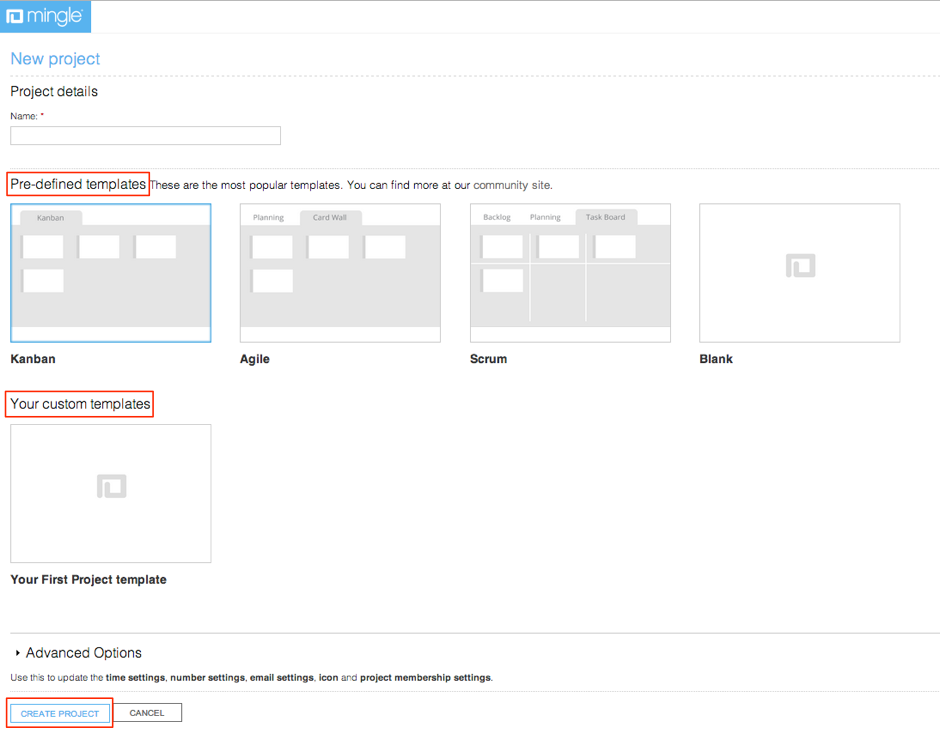 mingle
New project
Project details
Name: *
Pre-defined templates These are the most popular templates. You can find more at our community site.
Kanban
Planning Card Wall
Backlog Planning Task Board
Kanban Agile Scrum Blank
Your custom templates
Your First Project template
Advanced Options
Use this to update the time settings, number settings, email settings, icon and project membership settings.
CREATE PROJECT CANCEL